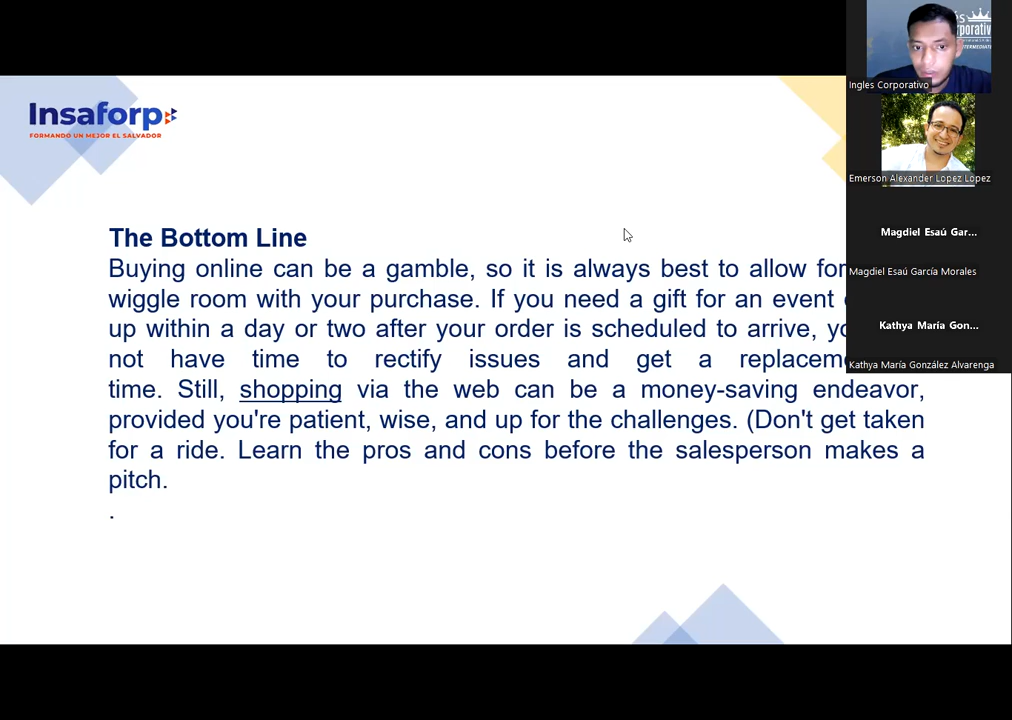 Insaforp
FORMANDO UN MEJOR EL SALVADOR
The Bottom Line
Buying online can be a gamble, so it is always best to allow for
wiggle room with your purchase. If you need a gift for an event
up within a day or two after your order is scheduled to arrive,
not have time to rectify issues and get a
time. Still, shopping via the web can be a money-saving endeavor,
provided you're patient, wise, and up for the challenges. (Don't get taken
for a ride. Learn the pros and cons before the salesperson makes a
pitch.
.
Ingles Corporativo
Emerson Alexander Lopez Lopez
Magdiel Esaú Gar...
Magdiel Esaú García Morales
Kathya María Gon...
Kathya María González Alvarenga